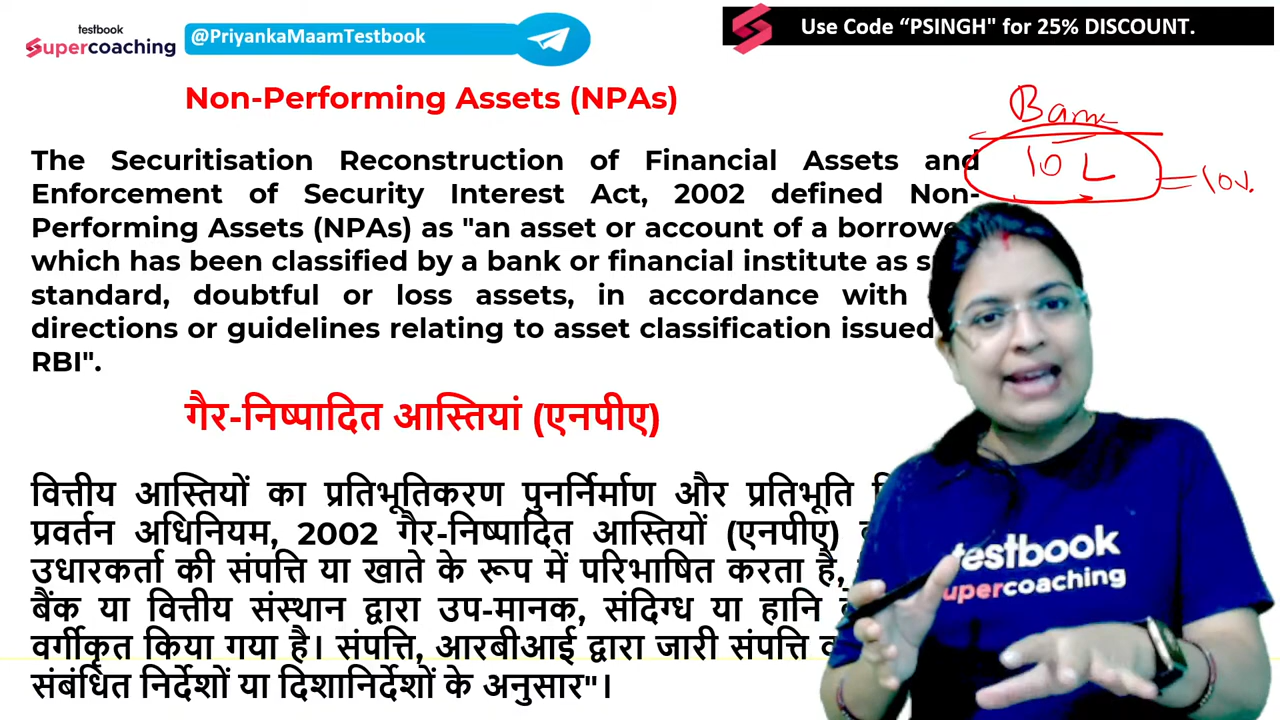 testbook
Supercoaching
@PriyankaMaamTestbook
Use Code “PSINGH" for 25% DISCOUNT.
Non-Performing Assets (NPAs)
Bank
10 L
The Securitisation Reconstruction of Financial Assets and
Enforcement of Security Interest Act, 2002 defined Non-
Performing Assets (NPAs) as "an asset or account of a
which has been classified by a bank or financial institute as
standard, doubtful or loss assets, in accordance with
directions or guidelines relating to asset classification issued
RBI".
गैर-निष्पादित आस्तियां (एनपीए)
वित्तीय आस्तियों का प्रतिभूतिकरण पुनर्निर्माण और प्रतिभूति
प्रवर्तन अधिनियम, 2002 गैर-निष्पादित आस्तियों (एनपीए)
उधारकर्ता की संपत्ति या खाते के रूप में परिभाषित करता है,
बैंक या वित्तीय संस्थान द्वारा उप-मानक, संदिग्ध या हानि
वर्गीकृत किया गया है। संपत्ति, आरबीआई द्वारा जारी संपत्ति
संबंधित निर्देशों या दिशानिर्देशों के अनुसार"।
testbook
supercoaching